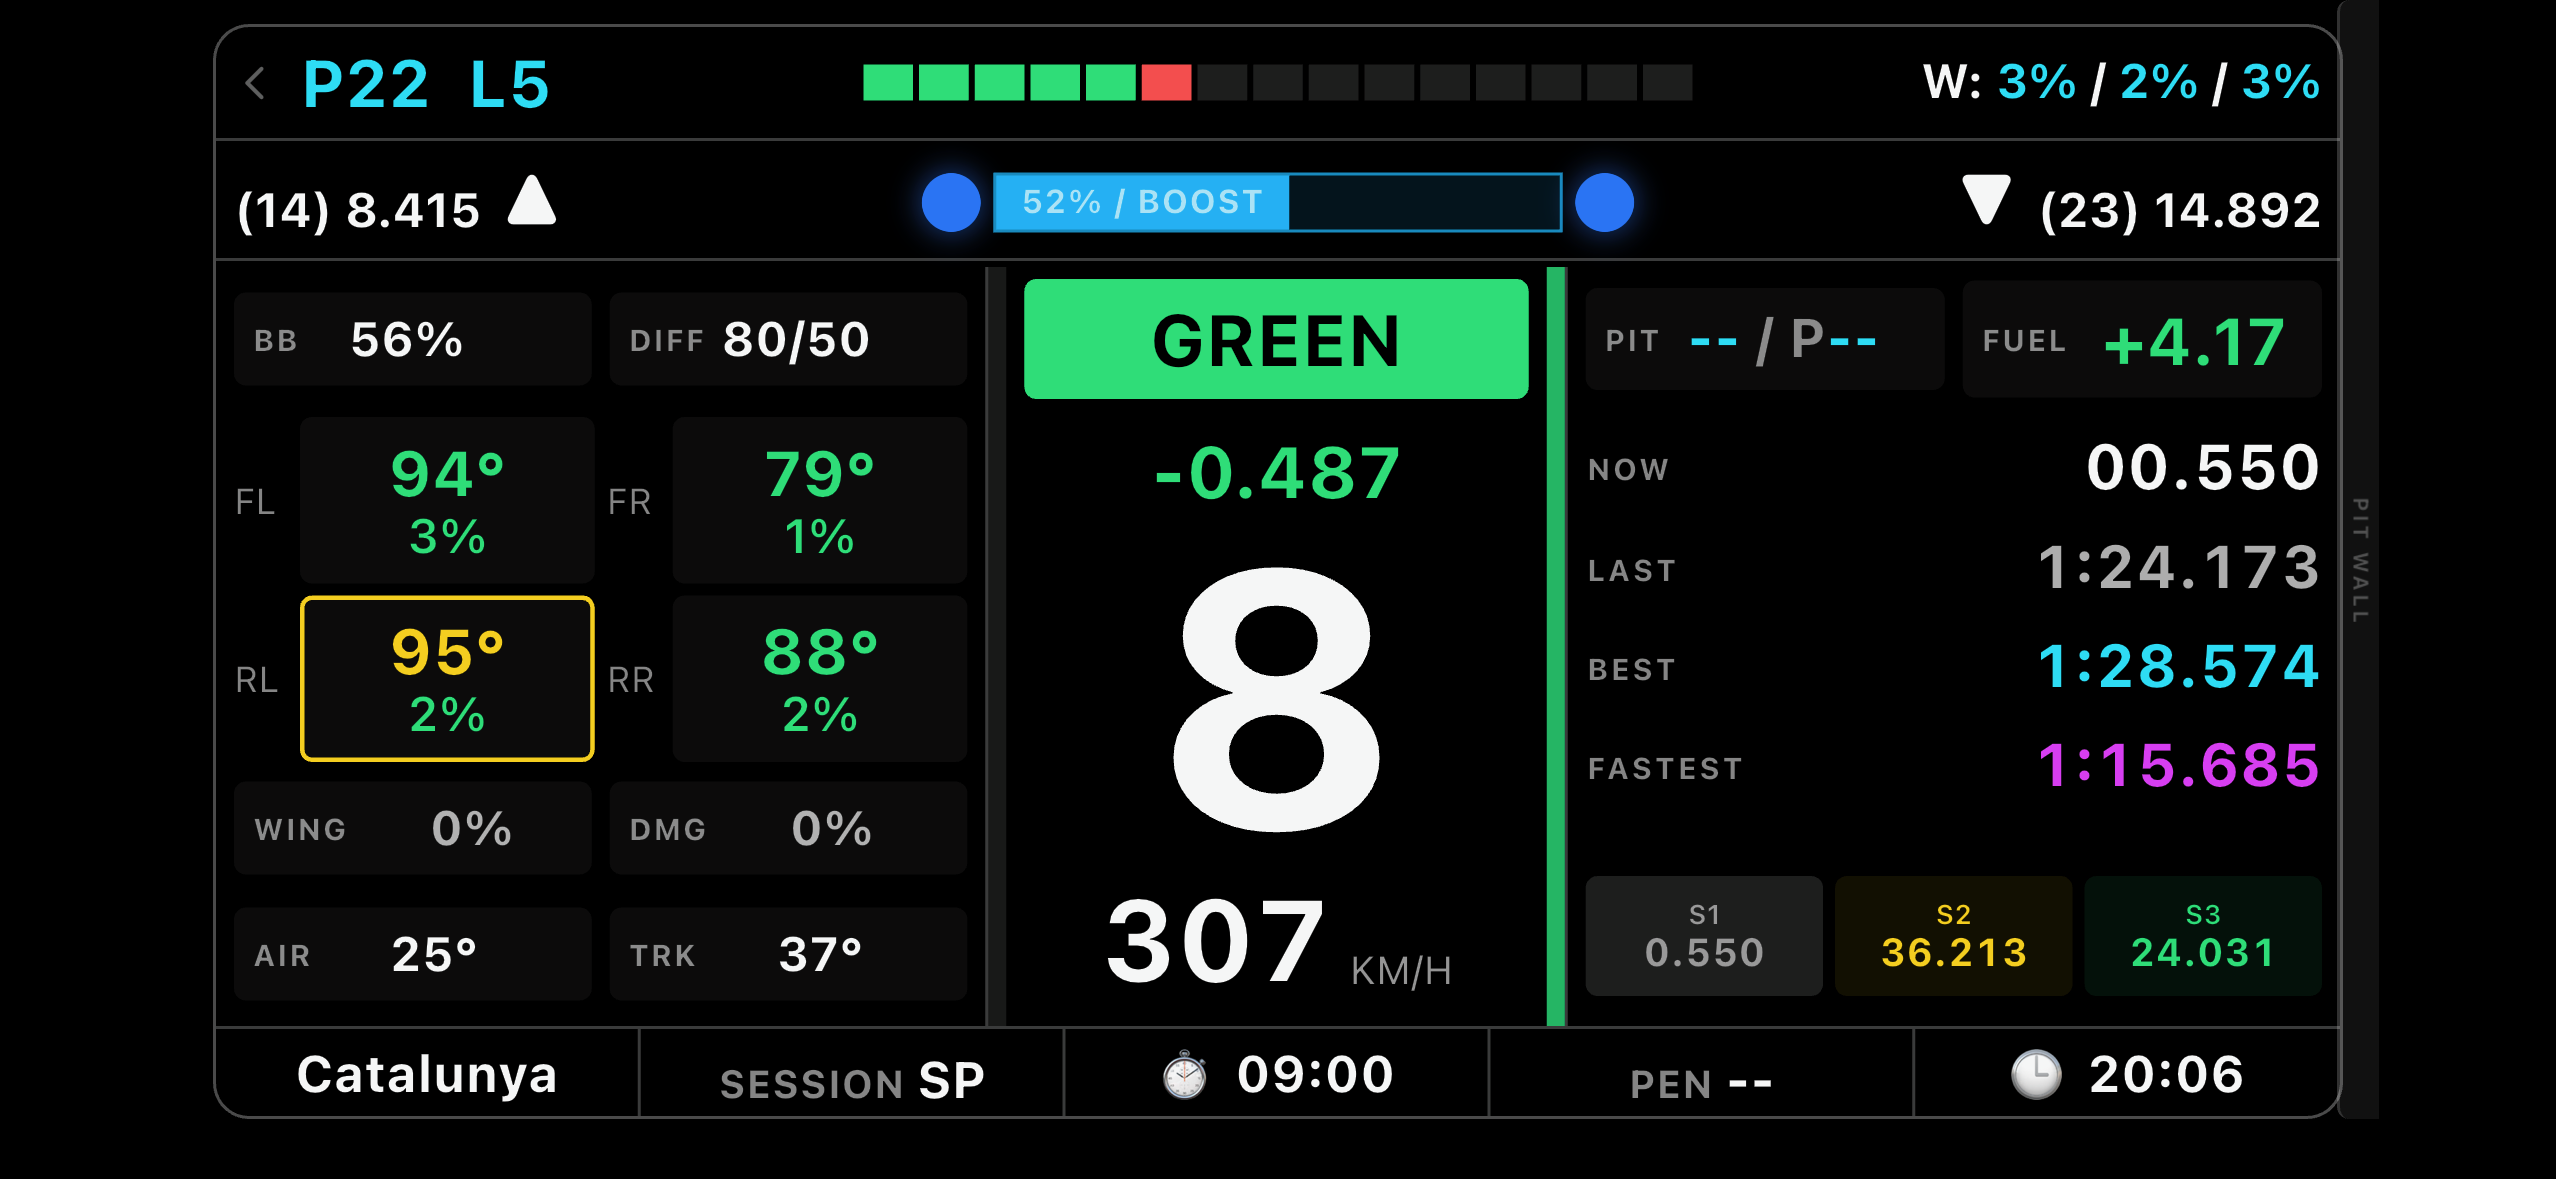 P22 L5
W: 3% / 2% / 3%
(14) 8.415
52% / BOOST
(23) 14.892
BB 56%
DIFF 80/50
GREEN
PIT -- / P--
FUEL +4.17
FL 94° 3%
FR 79° 1%
RL 95° 2%
RR 88° 2%
-0.487
8
307 KM/H
NOW 00.550
LAST 1:24.173
BEST 1:28.574
FASTEST 1:15.685
WING 0%
DMG 0%
AIR 25°
TRK 37°
S1
0.550
S2
36.213
S3
24.031
PIT WALL
Catalunya
SESSION SP
09:00
PEN --
20:06